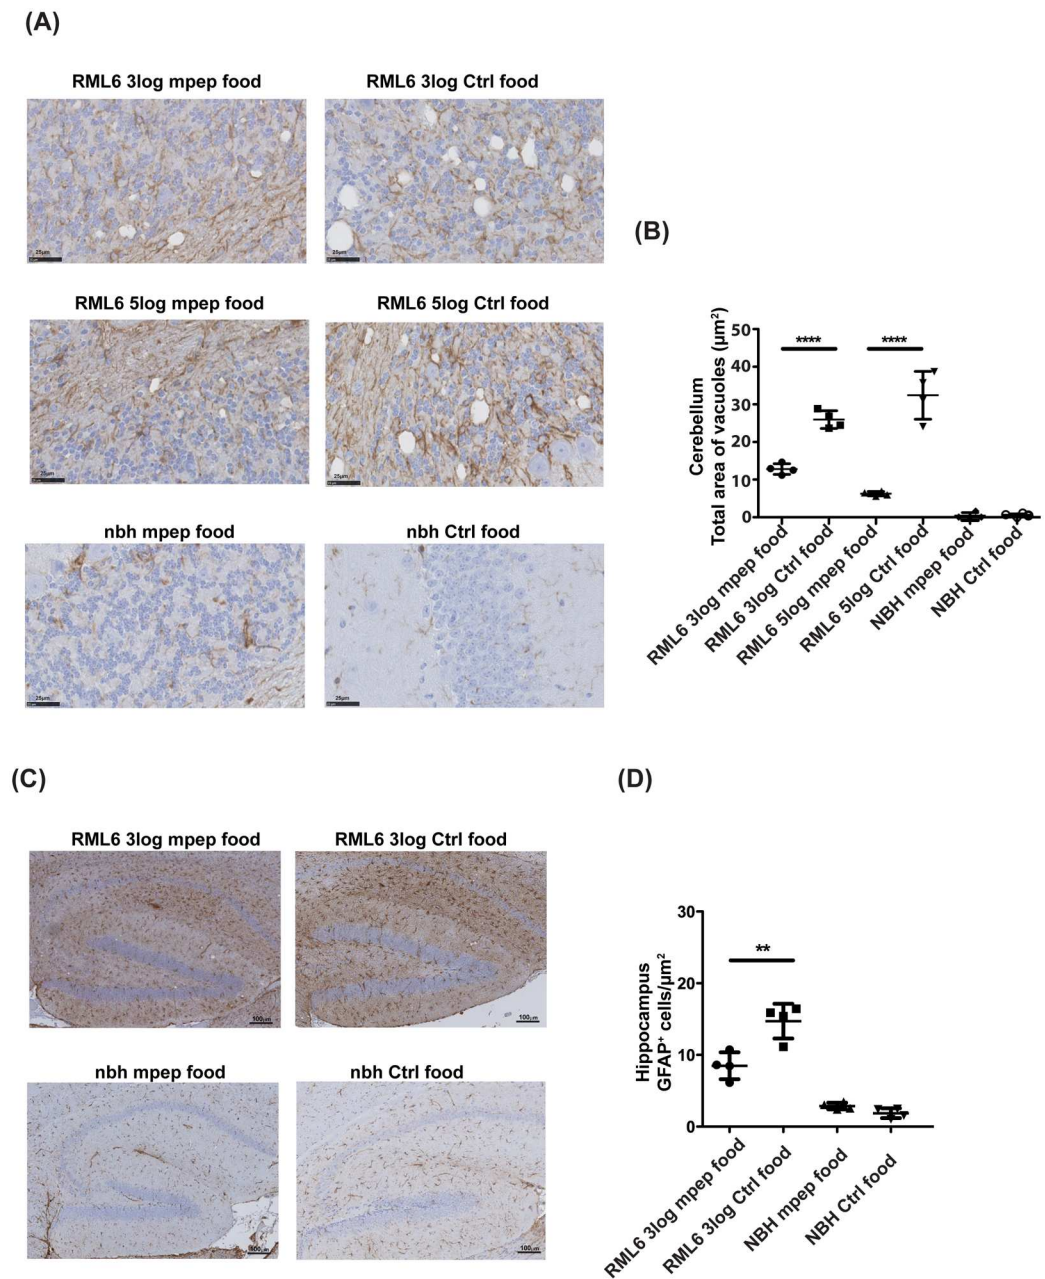 (A)
RML6 3log mpep food
RML6 3log Ctrl food
25µm
25µm
RML6 5log mpep food
RML6 5log Ctrl food
25µm
25µm
nbh mpep food
nbh Ctrl food
25µm
25µm
(B)
Cerebellum
Total area of vacuoles (µm²)
50
40
30
20
10
0
****
****
RML6 3log mpep food
RML6 3log Ctrl food
RML6 5log mpep food
RML6 5log Ctrl food
NBH mpep food
NBH Ctrl food
(C)
RML6 3log mpep food
RML6 3log Ctrl food
100µm
100µm
nbh mpep food
nbh Ctrl food
100µm
100µm
(D)
Hippocampus
GFAP⁺ cells/µm²
30
20
10
0
**
RML6 3log mpep food
RML6 3log Ctrl food
NBH mpep food
NBH Ctrl food